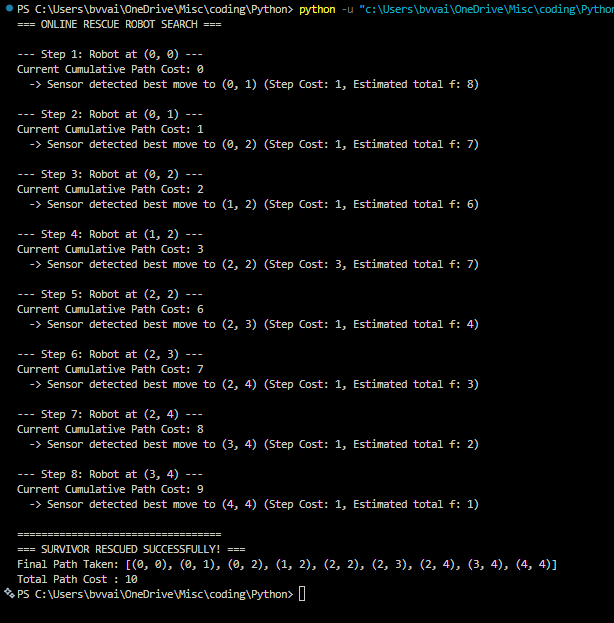 PS C:\Users\bvvai\OneDrive\Misc\coding\Python> python -u "c:\Users\bvvai\OneDrive\Misc\coding\Python
=== ONLINE RESCUE ROBOT SEARCH ===
--- Step 1: Robot at (0, 0) ---
Current Cumulative Path Cost: 0
-> Sensor detected best move to (0, 1) (Step Cost: 1, Estimated total f: 8)
--- Step 2: Robot at (0, 1) ---
Current Cumulative Path Cost: 1
-> Sensor detected best move to (0, 2) (Step Cost: 1, Estimated total f: 7)
--- Step 3: Robot at (0, 2) ---
Current Cumulative Path Cost: 2
-> Sensor detected best move to (1, 2) (Step Cost: 1, Estimated total f: 6)
--- Step 4: Robot at (1, 2) ---
Current Cumulative Path Cost: 3
-> Sensor detected best move to (2, 2) (Step Cost: 3, Estimated total f: 7)
--- Step 5: Robot at (2, 2) ---
Current Cumulative Path Cost: 6
-> Sensor detected best move to (2, 3) (Step Cost: 1, Estimated total f: 4)
--- Step 6: Robot at (2, 3) ---
Current Cumulative Path Cost: 7
-> Sensor detected best move to (2, 4) (Step Cost: 1, Estimated total f: 3)
--- Step 7: Robot at (2, 4) ---
Current Cumulative Path Cost: 8
-> Sensor detected best move to (3, 4) (Step Cost: 1, Estimated total f: 2)
--- Step 8: Robot at (3, 4) ---
Current Cumulative Path Cost: 9
-> Sensor detected best move to (4, 4) (Step Cost: 1, Estimated total f: 1)
==================================
=== SURVIVOR RESCUED SUCCESSFULLY! ===
Final Path Taken: [(0, 0), (0, 1), (0, 2), (1, 2), (2, 2), (2, 3), (2, 4), (3, 4), (4, 4)]
Total Path Cost : 10
PS C:\Users\bvvai\OneDrive\Misc\coding\Python>